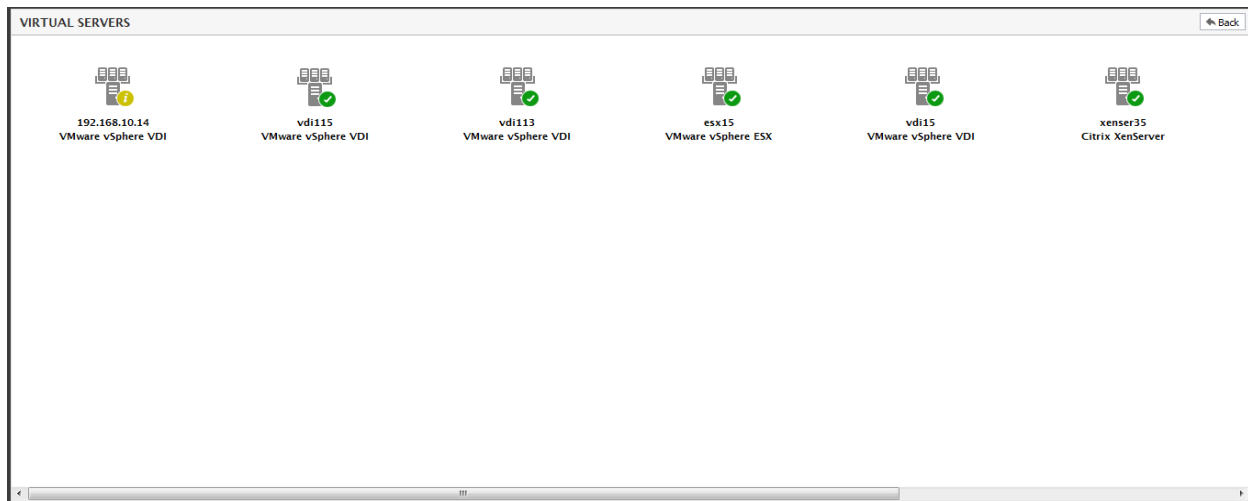 VIRTUAL SERVERS
Back
192.168.10.14
VMware vSphere VDI
vdi115
VMware vSphere VDI
vdi113
VMware vSphere VDI
esx15
VMware vSphere ESX
vdi15
VMware vSphere VDI
xenser35
Citrix XenServer